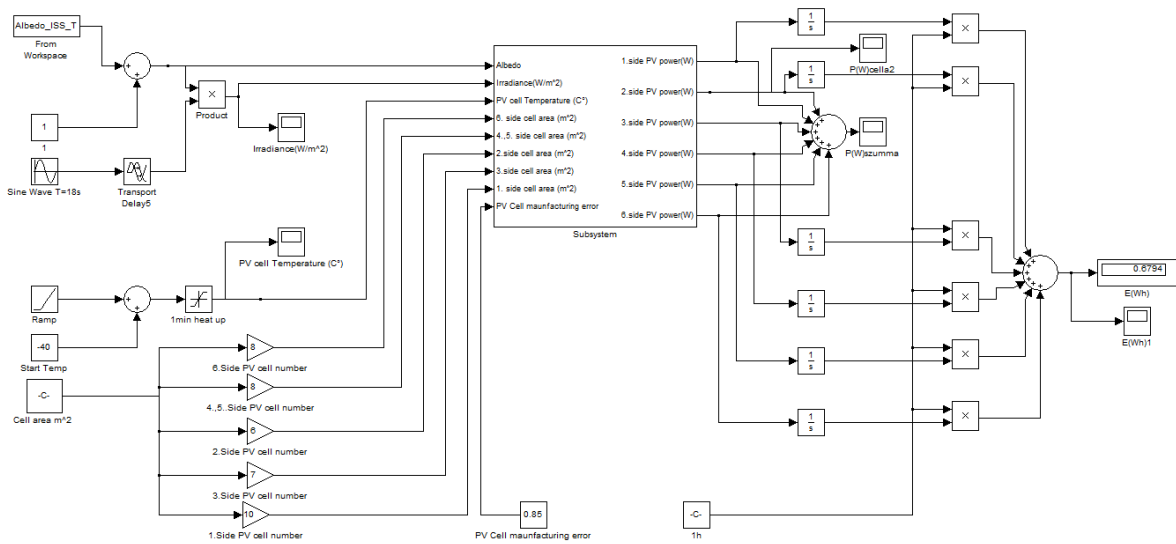 Albedo_ISS_T
From
Workspace
+
+
1
1
×
Product
Irradiance(W/m^2)
Sine Wave T=18s
Transport
Delay5
PV cell Temperature (C°)
Ramp
+
+
1min heat up
-40
Start Temp
-C-
Cell area m^2
8
6.Side PV cell number
8
4.,5..Side PV cell number
6
2.Side PV cell number
7
3.Side PV cell number
10
1.Side PV cell number
Albedo
Irradiance(W/m^2)
PV cell Temperature (C°)
6. side cell area (m^2)
4.,5. side cell area (m^2)
2.side cell area (m^2)
3.side cell area (m^2)
1. side cell area (m^2)
PV Cell maunfacturing error
1.side PV power(W)
2.side PV power(W)
3.side PV power(W)
4.side PV power(W)
5.side PV power(W)
6.side PV power(W)
Subsystem
0.85
PV Cell maunfacturing error
1
s
P(W)cella2
1
s
+
+
+
+
+
+
P(W)szumma
1
s
1
s
1
s
1
s
×
×
×
×
×
×
-C-
1h
+
+
+
+
+
+
0.6794
E(Wh)
E(Wh)1